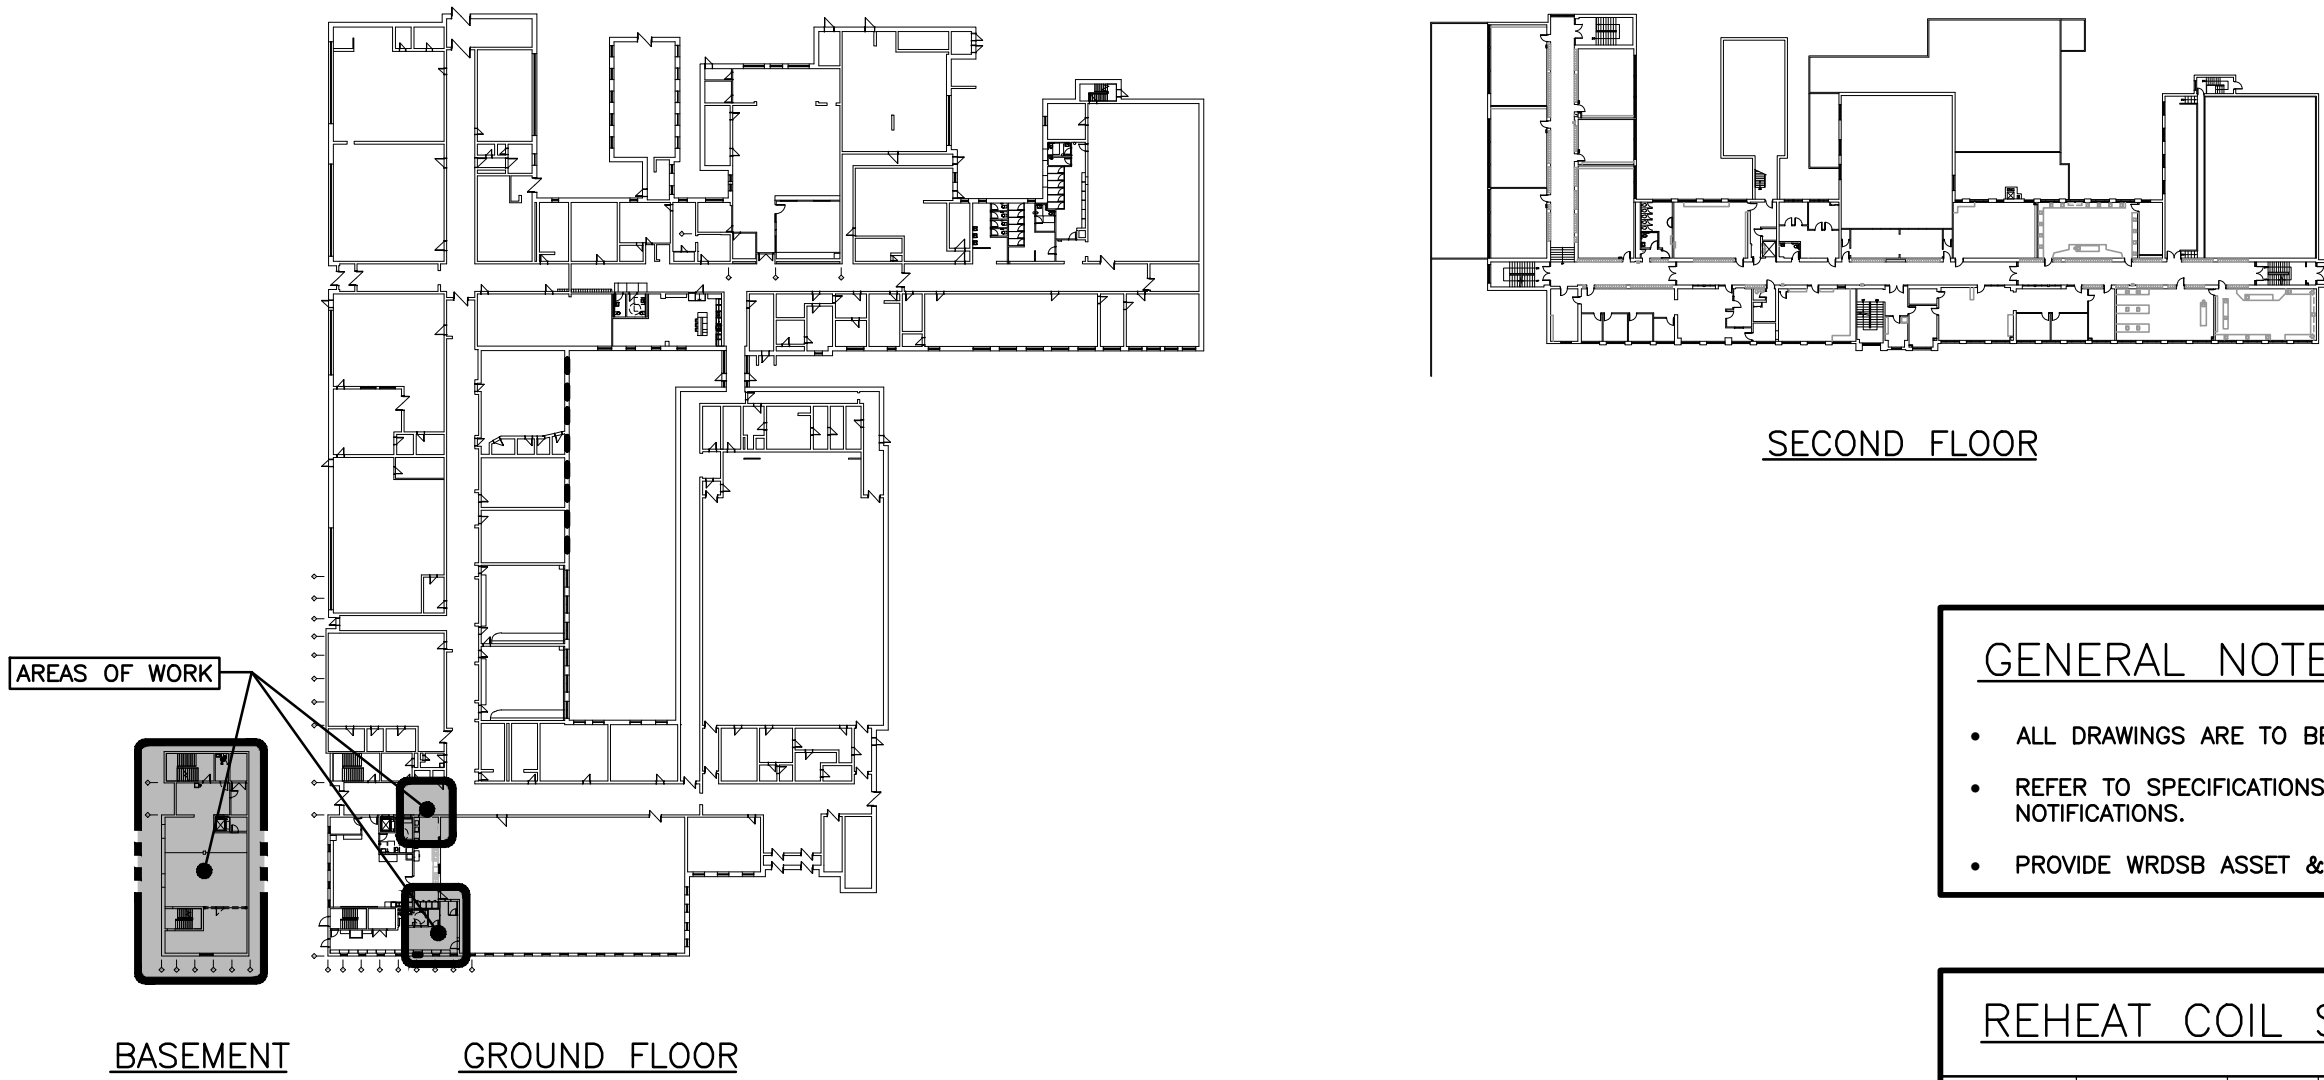 SECOND FLOOR
GENERAL NOTE
AREAS OF WORK
• ALL DRAWINGS ARE TO BE
• REFER TO SPECIFICATIONS
NOTIFICATIONS.
• PROVIDE WRDSB ASSET &
REHEAT COIL S
BASEMENT
GROUND FLOOR